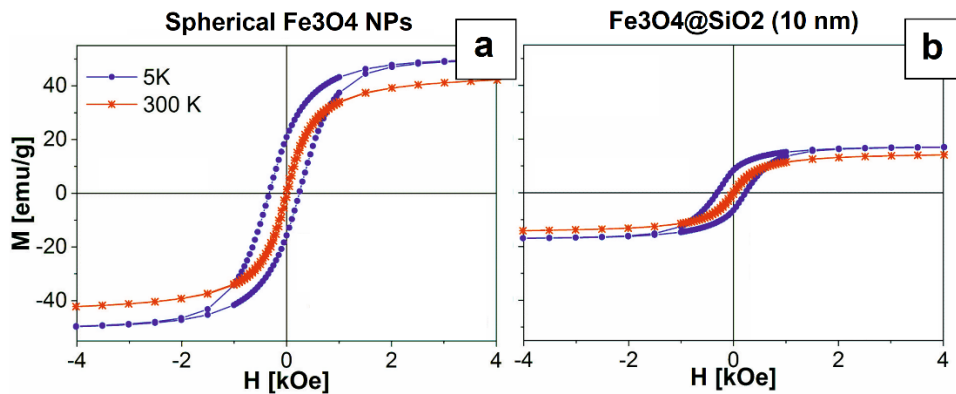 Spherical Fe3O4 NPs
a
5K
300 K
M [emu/g]
40
20
0
-20
-40
-4 -2 0 2 4
H [kOe]
Fe3O4@SiO2 (10 nm)
b
-4 -2 0 2 4
H [kOe]